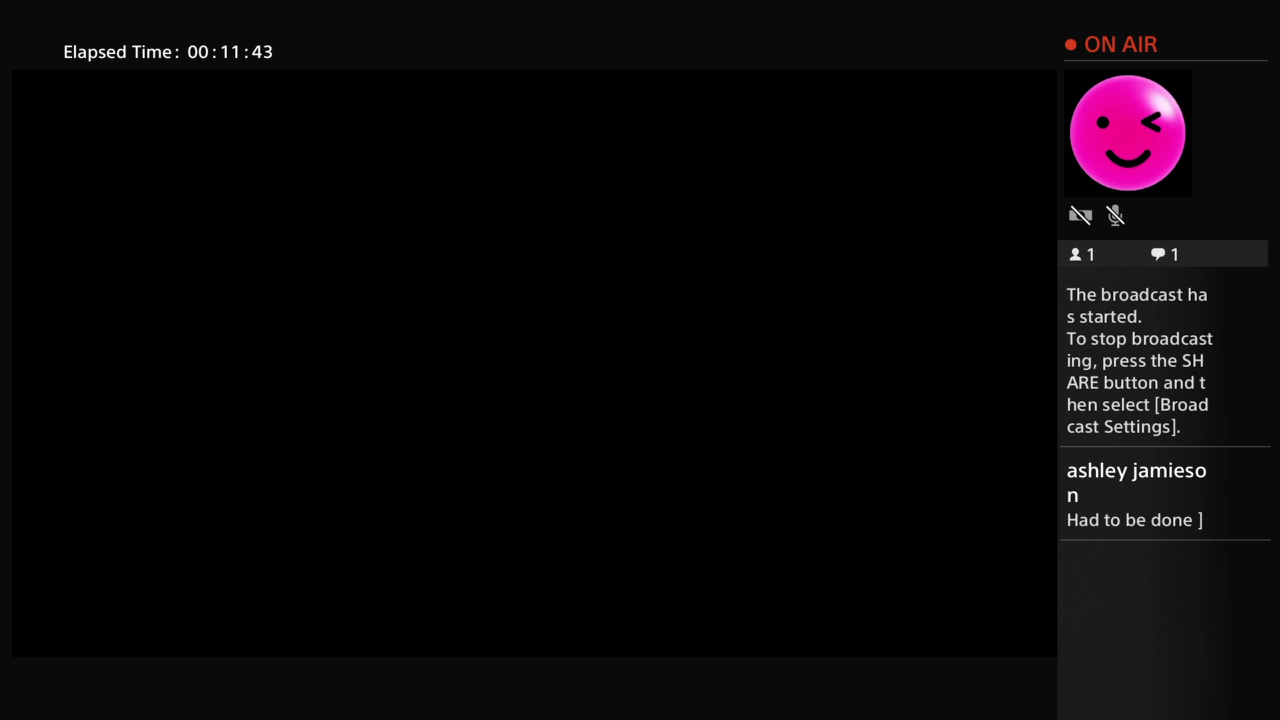 Elapsed Time: 00:11:43
ON AIR
1 1
The broadcast ha
s started.
To stop broadcast
ing, press the SH
ARE button and t
hen select [Broad
cast Settings].
ashley jamieso
n
Had to be done ]